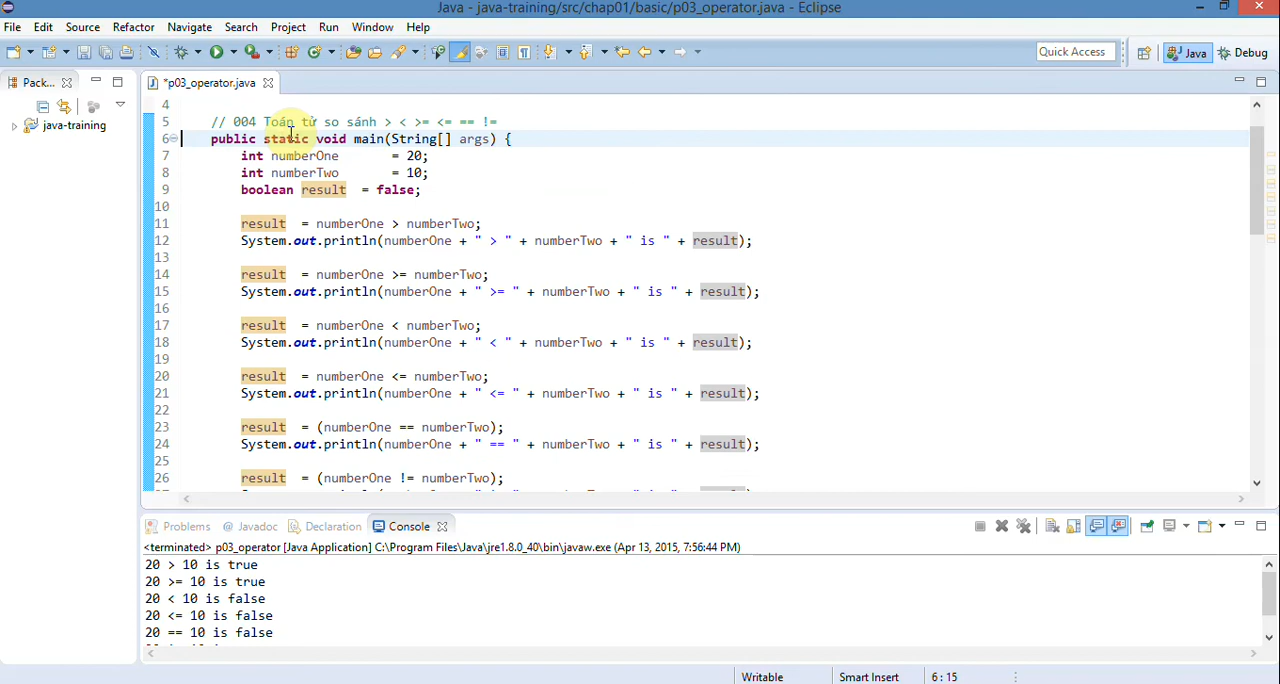 Java - java-training/src/chap01/basic/p03_operator.java - Eclipse
File Edit Source Refactor Navigate Search Project Run Window Help
Quick Access Java Debug
Pack... *p03_operator.java
java-training
4
5 // 004 Toán tử so sánh > < >= <= == !=
6 public static void main(String[] args) {
7 int numberOne = 20;
8 int numberTwo = 10;
9 boolean result = false;
10
11 result = numberOne > numberTwo;
12 System.out.println(numberOne + " > " + numberTwo + " is " + result);
13
14 result = numberOne >= numberTwo;
15 System.out.println(numberOne + " >= " + numberTwo + " is " + result);
16
17 result = numberOne < numberTwo;
18 System.out.println(numberOne + " < " + numberTwo + " is " + result);
19
20 result = numberOne <= numberTwo;
21 System.out.println(numberOne + " <= " + numberTwo + " is " + result);
22
23 result = (numberOne == numberTwo);
24 System.out.println(numberOne + " == " + numberTwo + " is " + result);
25
26 result = (numberOne != numberTwo);
Problems @ Javadoc Declaration Console
<terminated> p03_operator [Java Application] C:\Program Files\Java\jre1.8.0_40\bin\javaw.exe (Apr 13, 2015, 7:56:44 PM)
20 > 10 is true
20 >= 10 is true
20 < 10 is false
20 <= 10 is false
20 == 10 is false
Writable Smart Insert 6 : 15